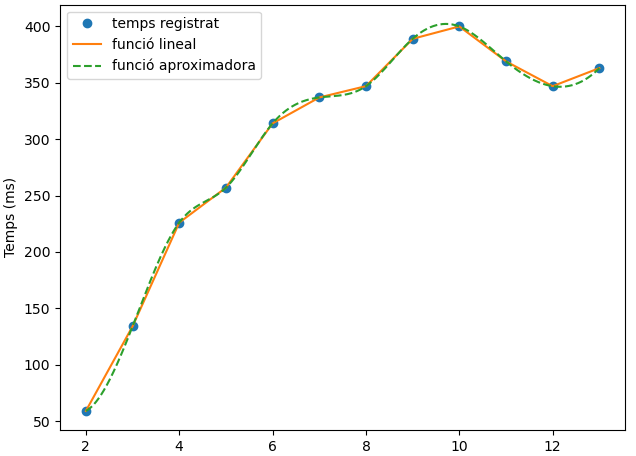 temps registrat
funció lineal
funció aproximadora
Temps (ms)
400
350
300
250
200
150
100
50
2 4 6 8 10 12